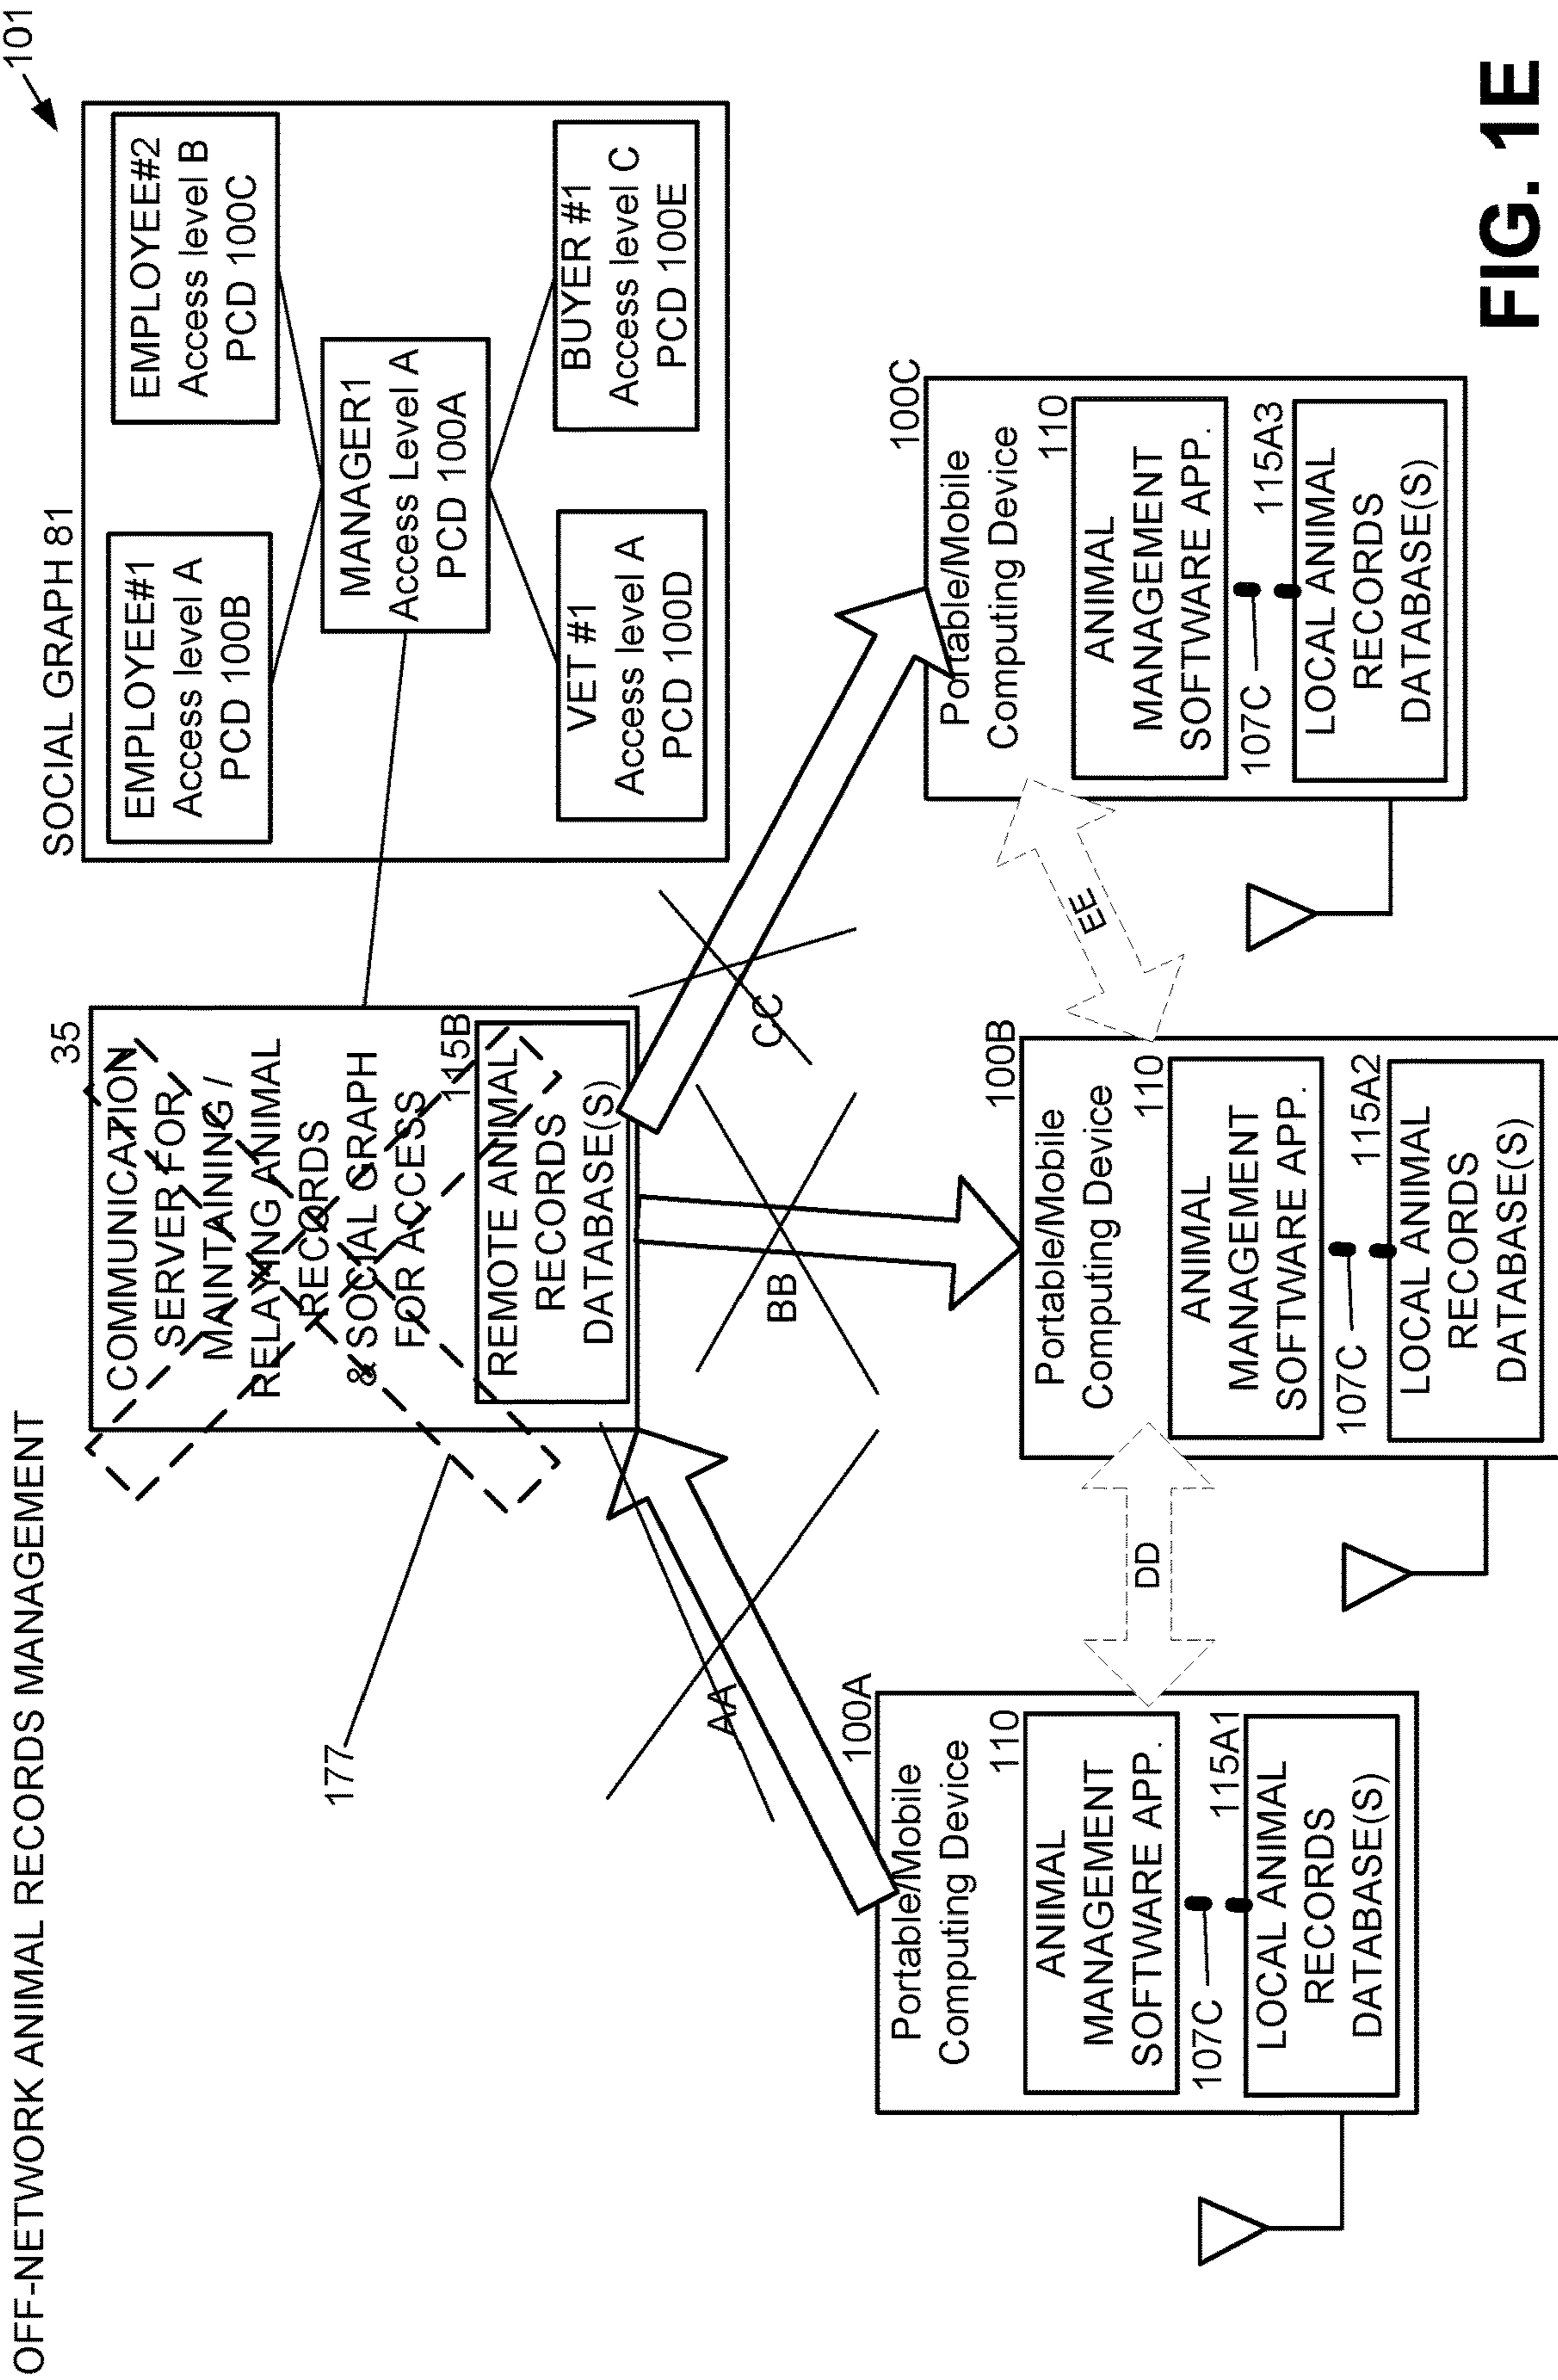 OFF-NETWORK ANIMAL RECORDS MANAGEMENT
101
35
COMMUNICATION
SERVER FOR
MAINTAINING /
RELAYING ANIMAL
RECORDS
& SOCIAL GRAPH
FOR ACCESS
115B
REMOTE ANIMAL
RECORDS
DATABASE(S)
177
SOCIAL GRAPH 81
EMPLOYEE#1
Access level A
PCD 100B
EMPLOYEE#2
Access level B
PCD 100C
MANAGER1
Access Level A
PCD 100A
VET #1
Access level A
PCD 100D
BUYER #1
Access level C
PCD 100E
AA
BB
CC
DD
EE
100A
Portable/Mobile
Computing Device
110
ANIMAL
MANAGEMENT
SOFTWARE APP.
107C
115A1
LOCAL ANIMAL
RECORDS
DATABASE(S)
100B
Portable/Mobile
Computing Device
110
ANIMAL
MANAGEMENT
SOFTWARE APP.
107C
115A2
LOCAL ANIMAL
RECORDS
DATABASE(S)
100C
Portable/Mobile
Computing Device
110
ANIMAL
MANAGEMENT
SOFTWARE APP.
107C
115A3
LOCAL ANIMAL
RECORDS
DATABASE(S)
FIG. 1E